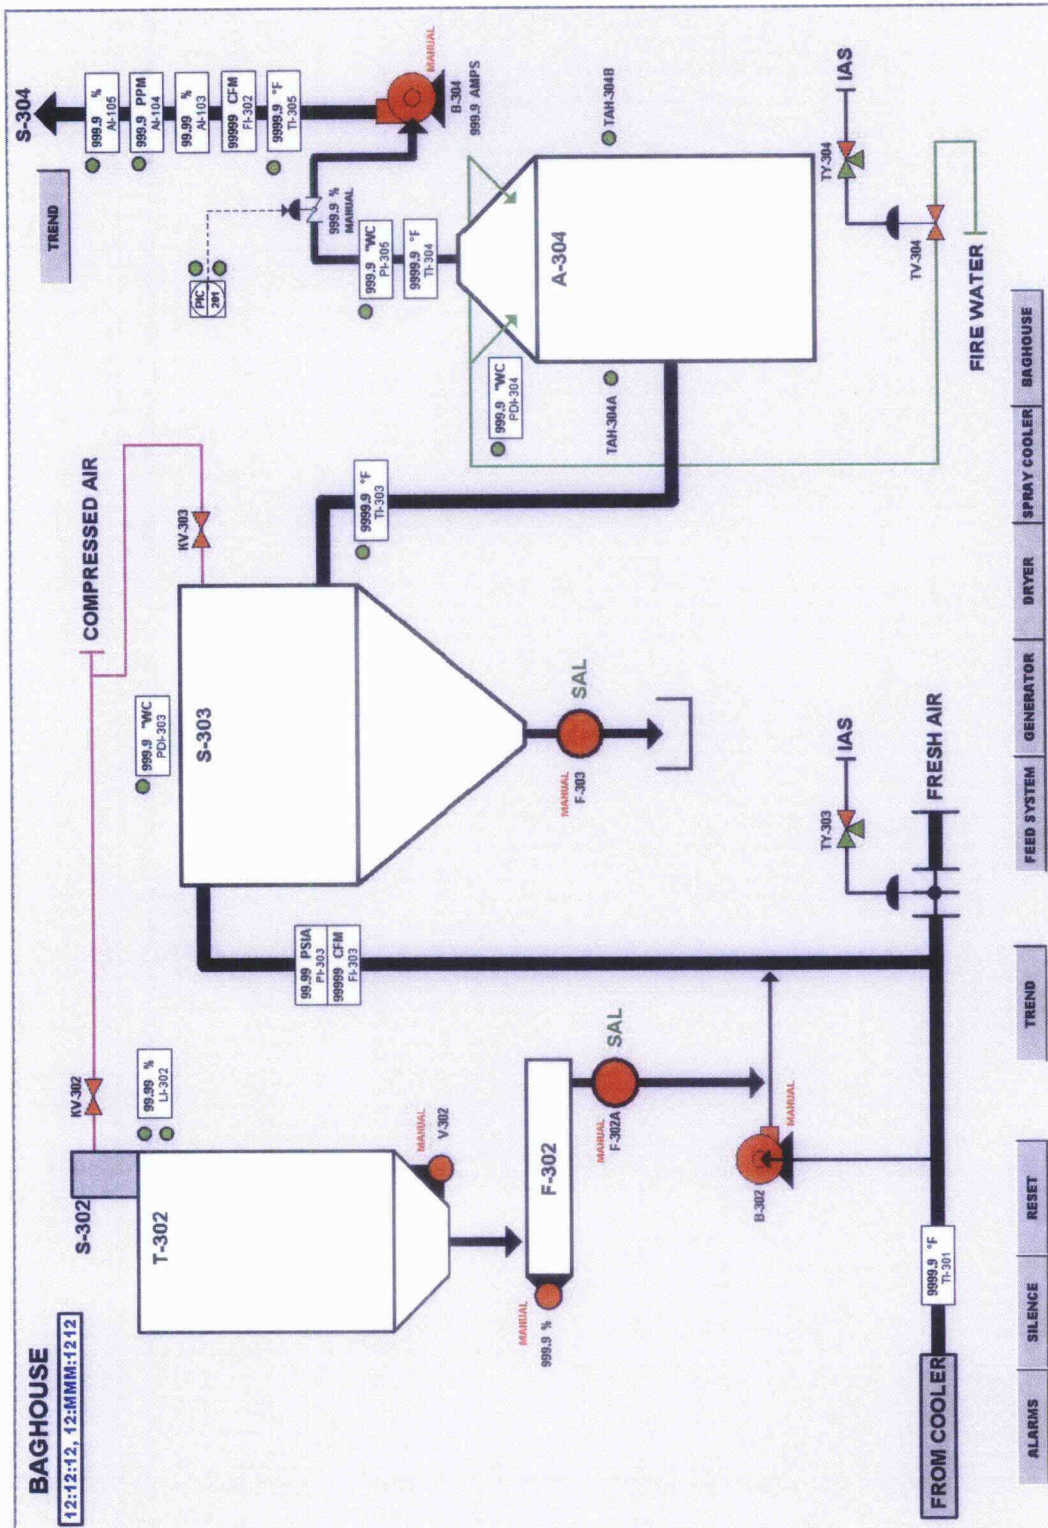 BAGHOUSE
12:12:12, 12:MMM:1212
S-302
T-302
KV-302
99.99 %
LI-302
MANUAL
V-302
F-302
MANUAL
999.9 %
MANUAL
F-302A
SAL
B-302
MANUAL
FROM COOLER
9999.9 °F
TI-301
99.99 PSIA
PI-303
99999 CFM
FI-303
COMPRESSED AIR
KV-303
999.9 "WC
PDI-303
S-303
MANUAL
F-303
SAL
TY-303
IAS
FRESH AIR
9999.9 °F
TI-303
TREND
S-304
999.9 %
AI-105
999.9 PPM
AI-104
99.99 %
AI-103
99999 CFM
FI-302
9999.9 °F
TI-305
PIC
201
999.9 %
MANUAL
MANUAL
B-304
999.9 AMPS
999.9 "WC
PI-305
9999.9 °F
TI-304
999.9 "WC
PDI-304
A-304
TAH-304A
TAH-304B
TY-304
IAS
TV-304
FIRE WATER
ALARMS
SILENCE
RESET
TREND
FEED SYSTEM
GENERATOR
DRYER
SPRAY COOLER
BAGHOUSE